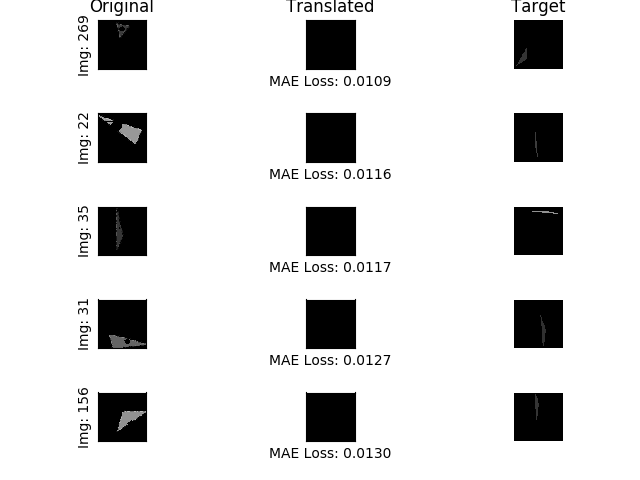 Original Translated Target
Img: 269
MAE Loss: 0.0109
Img: 22
MAE Loss: 0.0116
Img: 35
MAE Loss: 0.0117
Img: 31
MAE Loss: 0.0127
Img: 156
MAE Loss: 0.0130